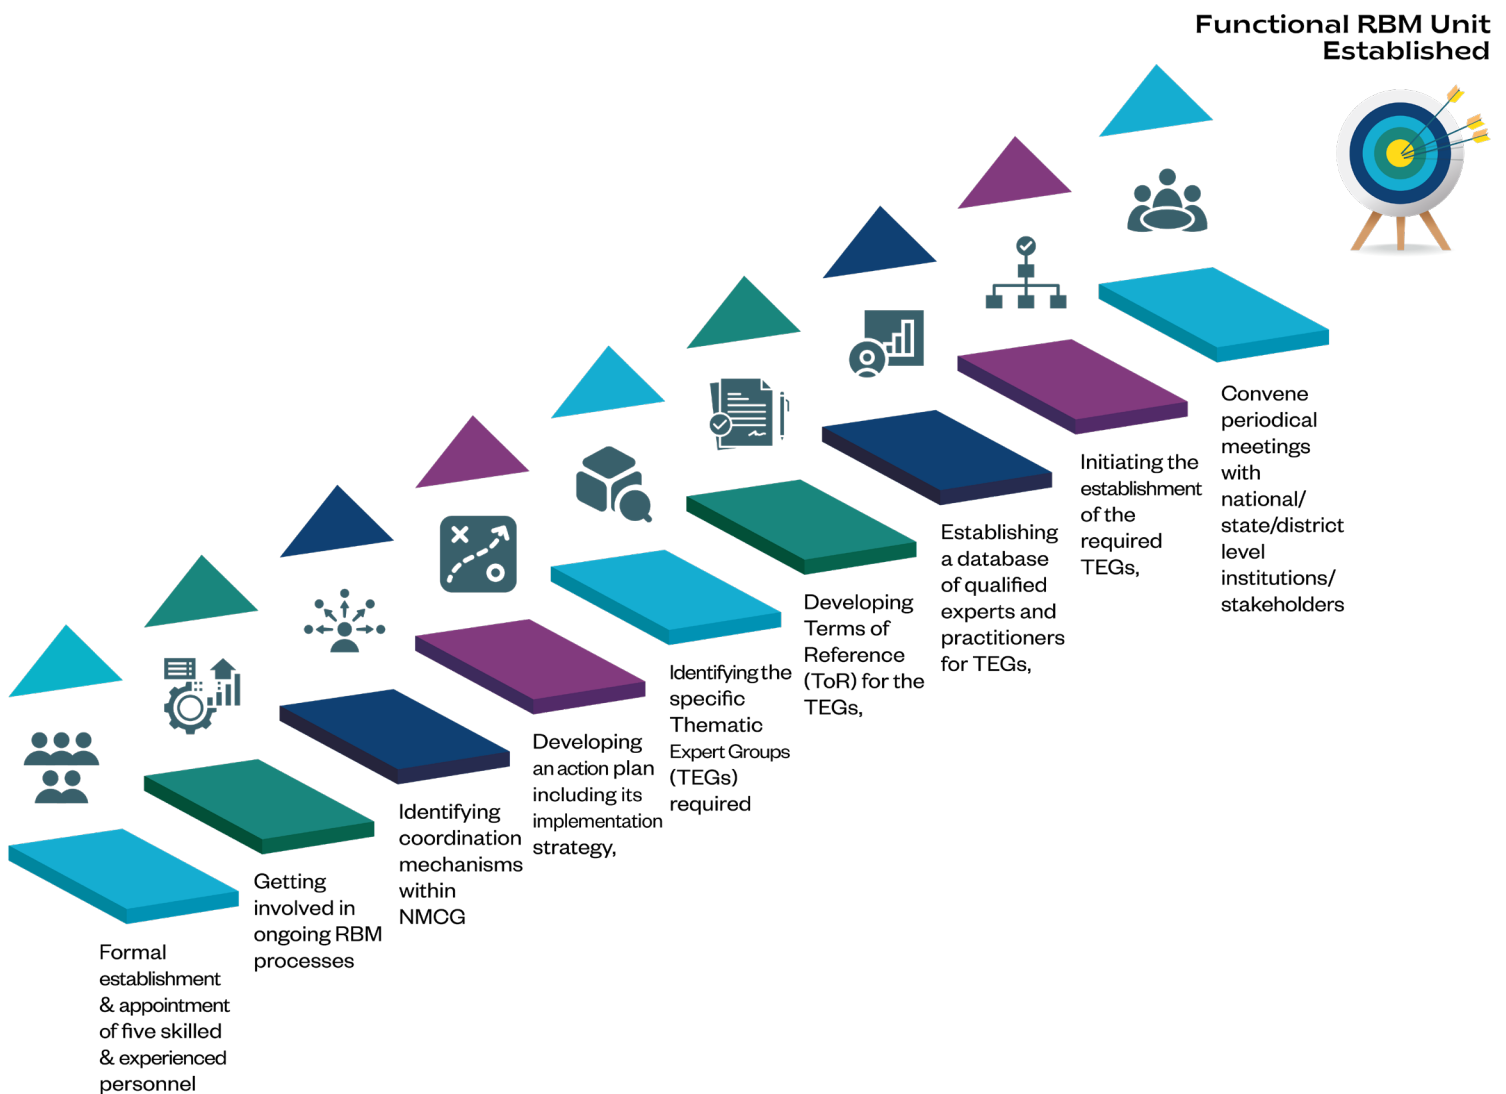 Functional RBM Unit
Established
Formal
establishment
& appointment
of five skilled
& experienced
personnel
Getting
involved in
ongoing RBM
processes
Identifying
coordination
mechanisms
within
NMCG
Developing
an action plan
including its
implementation
strategy,
Identifying the
specific
Thematic
Expert Groups
(TEGs)
required
Developing
Terms of
Reference
(ToR) for the
TEGs,
Establishing
a database
of qualified
experts and
practitioners
for TEGs,
Initiating the
establishment
of the
required
TEGs,
Convene
periodical
meetings
with
national/
state/district
level
institutions/
stakeholders